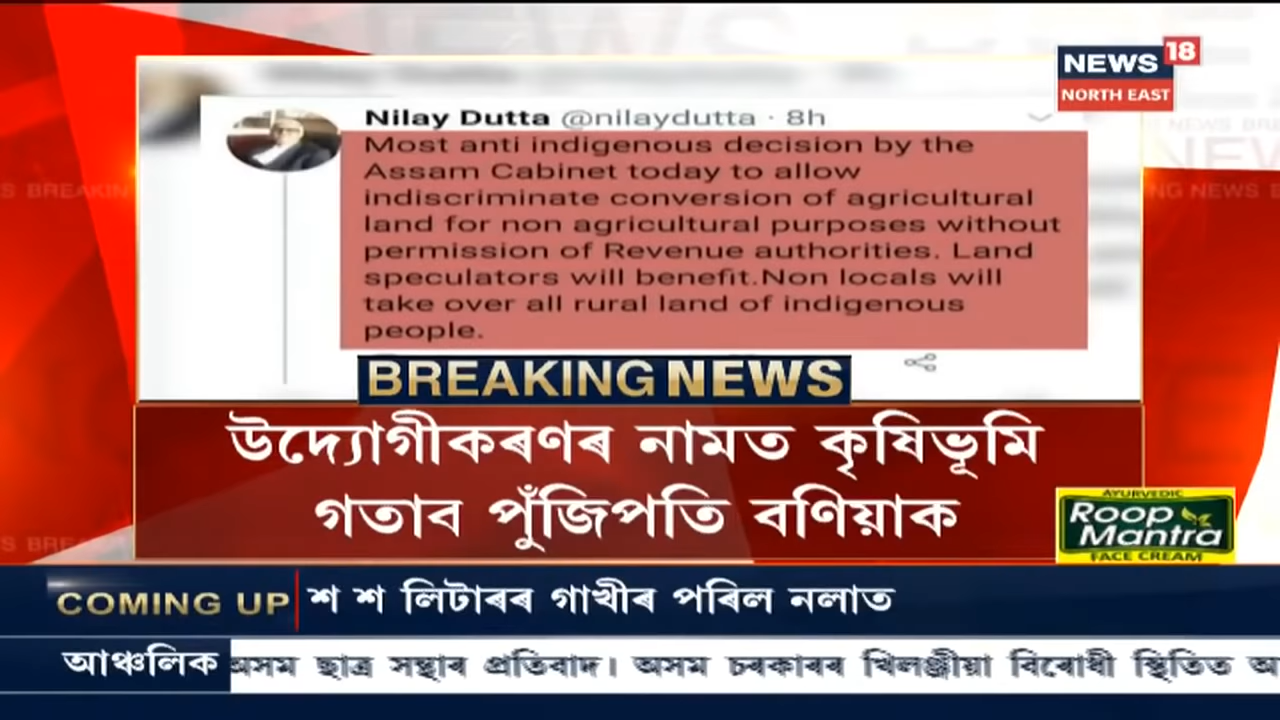 NEWS 18
NORTH EAST
Nilay Dutta @nilaydutta · 8h
Most anti indigenous decision by the
Assam Cabinet today to allow
indiscriminate conversion of agricultural
land for non agricultural purposes without
permission of Revenue authorities. Land
speculators will benefit.Non locals will
take over all rural land of indigenous
people.
BREAKING NEWS
উদ্যোগীকৰণৰ নামত কৃষিভূমি
গতাব পুঁজিপতি বণিয়াক
AYURVEDIC
Roop
Mantra
FACE CREAM
COMING UP শ শ লিটাৰৰ গাখীৰ পৰিল নলাত
আঞ্চলিক অসম ছাত্ৰ সন্থাৰ প্ৰতিবাদ। অসম চৰকাৰৰ খিলঞ্জীয়া বিৰোধী স্থিতিত